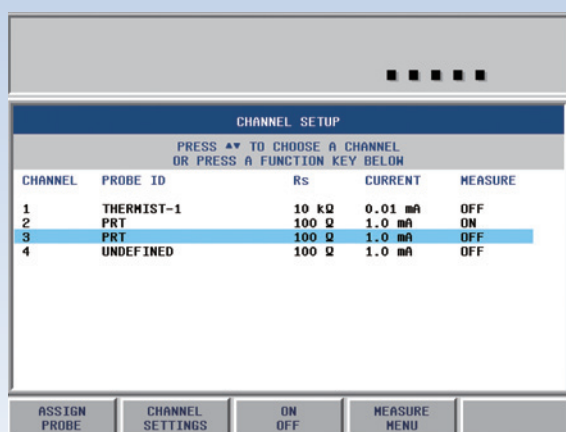 CHANNEL SETUP
PRESS ▲▼ TO CHOOSE A CHANNEL
OR PRESS A FUNCTION KEY BELOW
CHANNEL PROBE ID Rs CURRENT MEASURE
1 THERMIST-1 10 kΩ 0.01 mA OFF
2 PRT 100 Ω 1.0 mA ON
3 PRT 100 Ω 1.0 mA OFF
4 UNDEFINED 100 Ω 1.0 mA OFF
ASSIGN PROBE
CHANNEL SETTINGS
ON OFF
MEASURE MENU